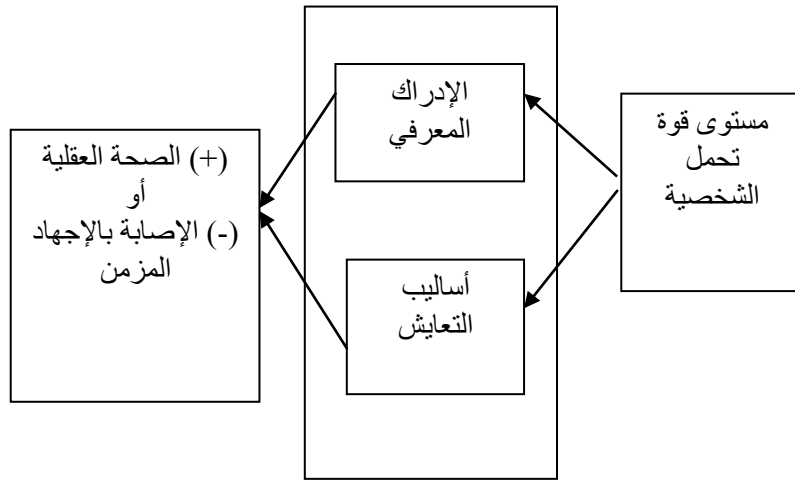 مستوى قوة
تحمل
الشخصية
الإدراك
المعرفي
أساليب
التعايش
(+) الصحة العقلية
أو
(-) الإصابة بالإجهاد
المزمن